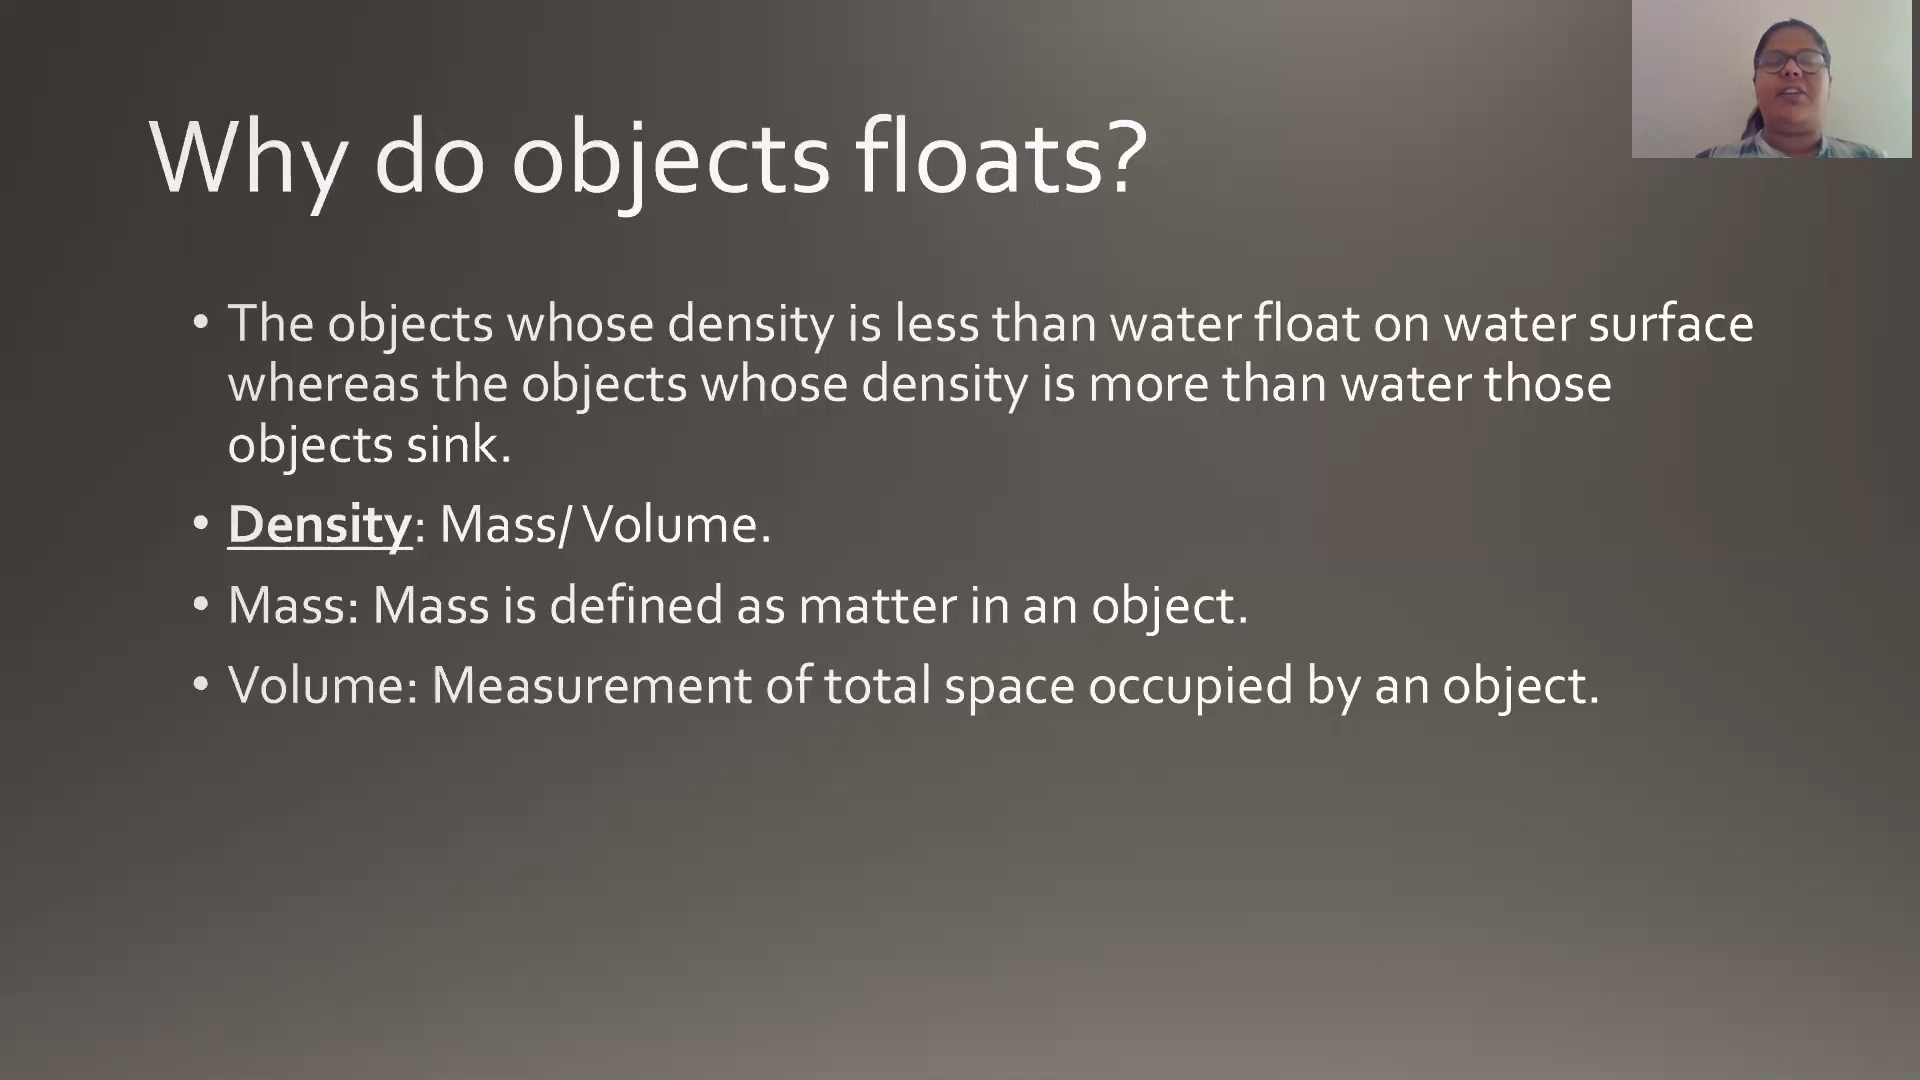 Why do objects floats?
• The objects whose density is less than water float on water surface
whereas the objects whose density is more than water those
objects sink.
• Density: Mass/ Volume.
• Mass: Mass is defined as matter in an object.
• Volume: Measurement of total space occupied by an object.